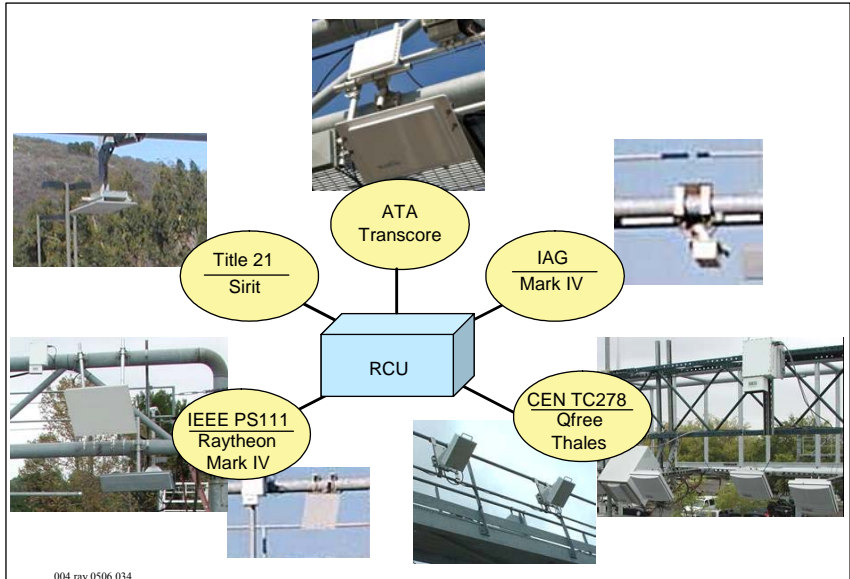 ATA
Transcore
Title 21
Sirit
IAG
Mark IV
RCU
IEEE PS111
Raytheon
Mark IV
CEN TC278
Qfree
Thales
004 ray 0506 034